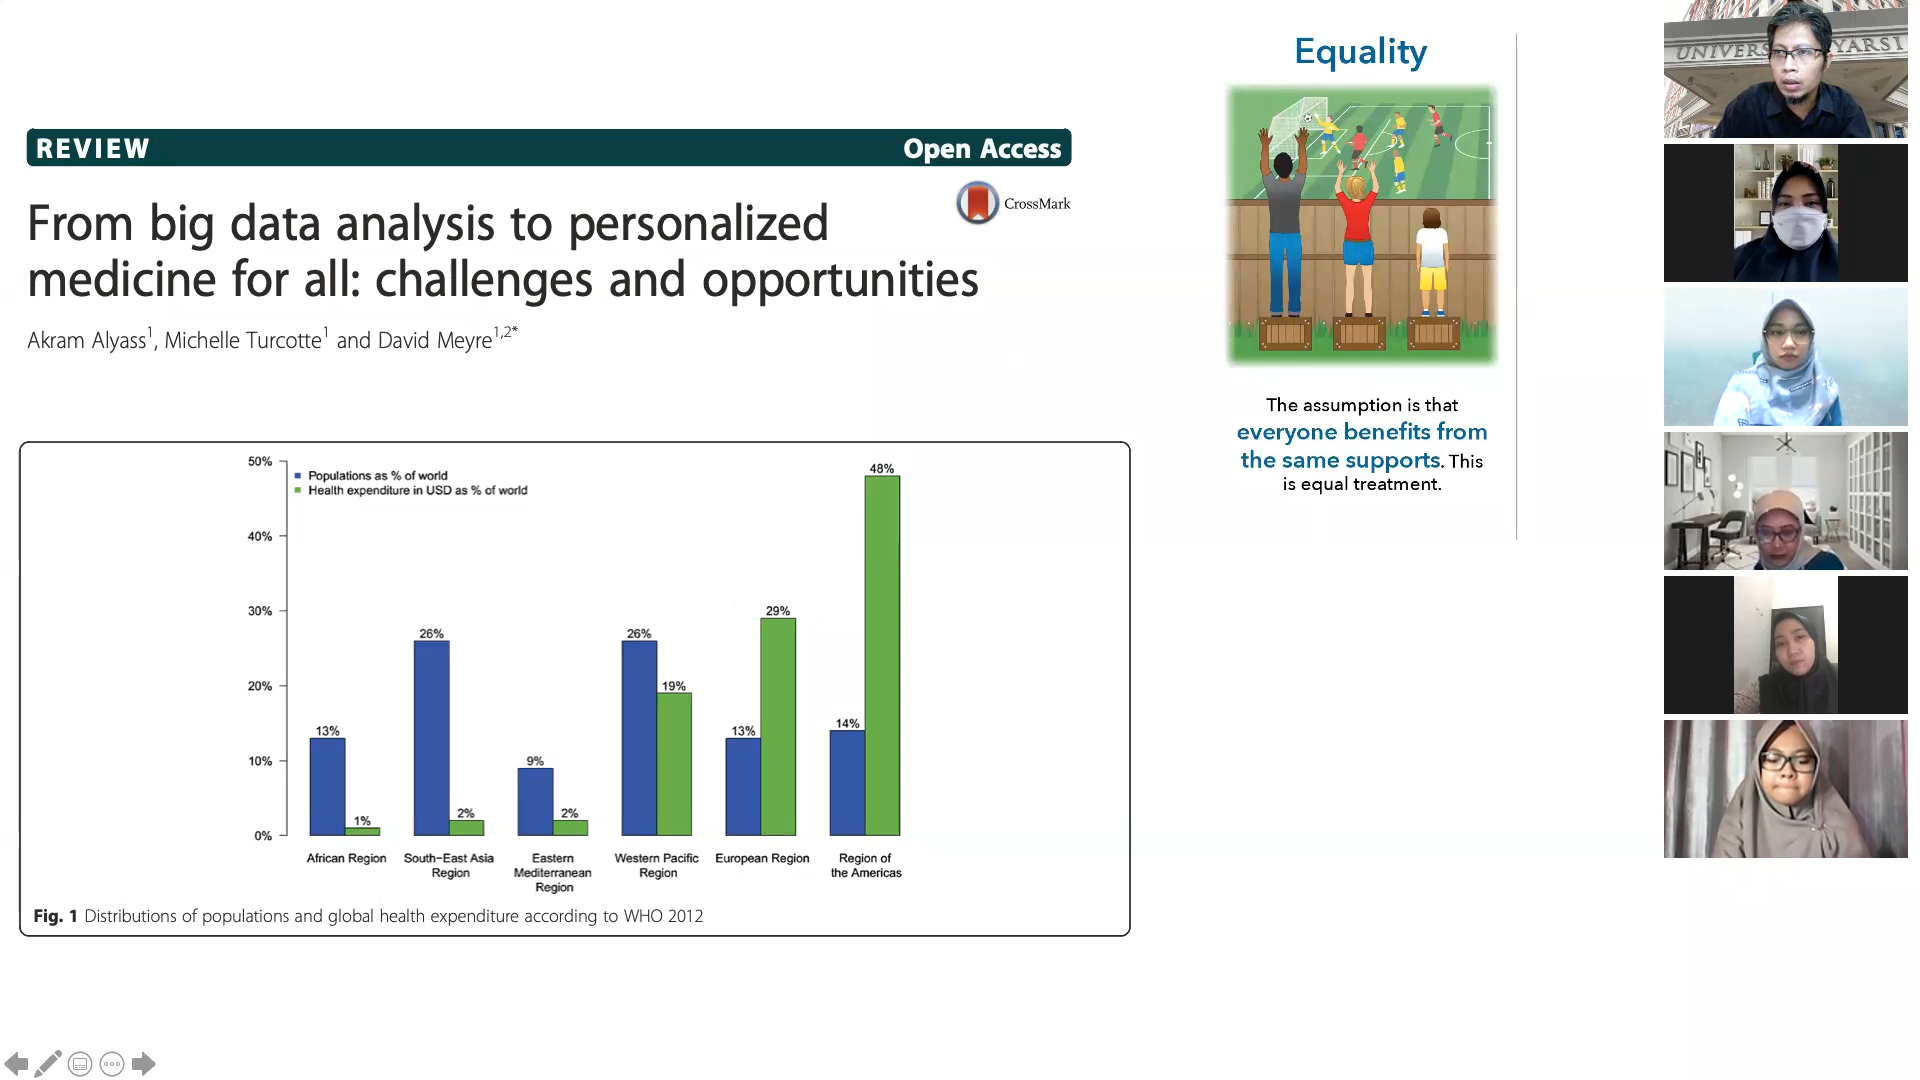 REVIEW
Open Access
From big data analysis to personalized
medicine for all: challenges and opportunities
CrossMark
Akram Alyass1, Michelle Turcotte1 and David Meyre1,2*
50%
40%
30%
20%
10%
0%
Populations as % of world
Health expenditure in USD as % of world
13%
1%
26%
2%
9%
2%
26%
19%
13%
29%
14%
48%
African Region
South−East Asia
Region
Eastern
Mediterranean
Region
Western Pacific
Region
European Region
Region of
the Americas
Fig. 1 Distributions of populations and global health expenditure according to WHO 2012
Equality
The assumption is that
everyone benefits from
the same supports. This
is equal treatment.
YARSI